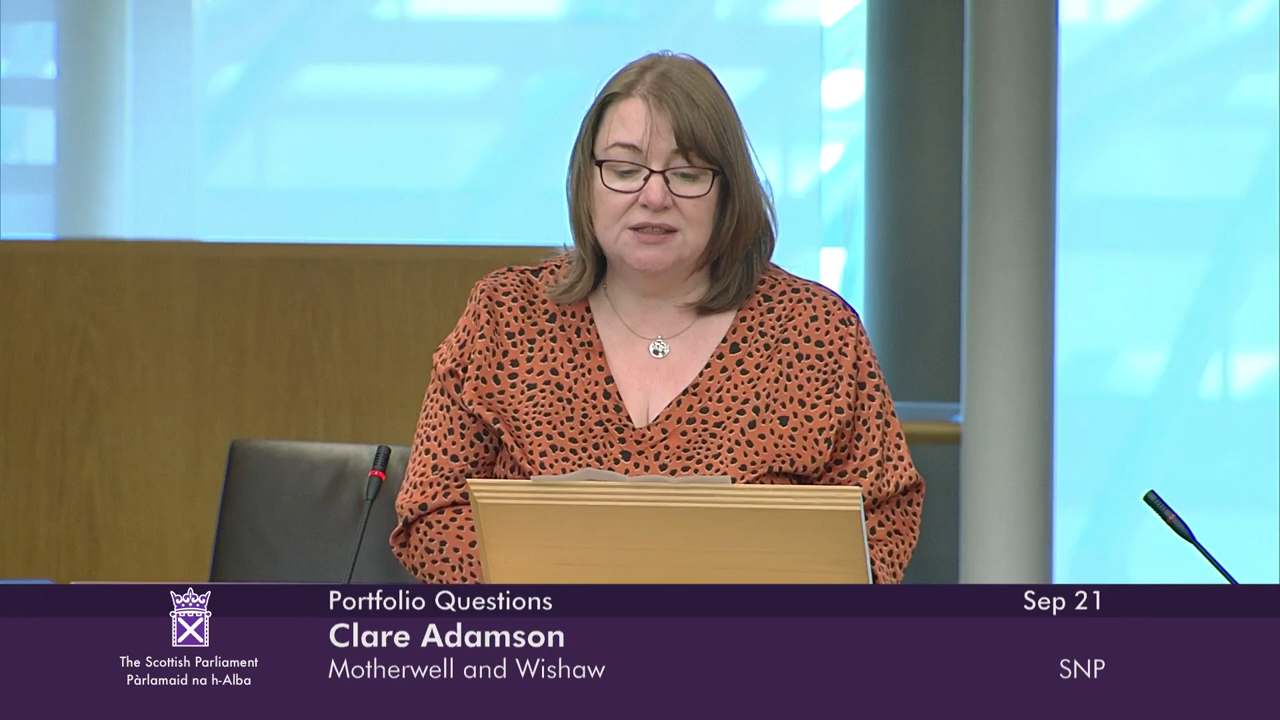 Portfolio Questions
Sep 21
Clare Adamson
Motherwell and Wishaw
SNP
The Scottish Parliament
Pàrlamaid na h-Alba